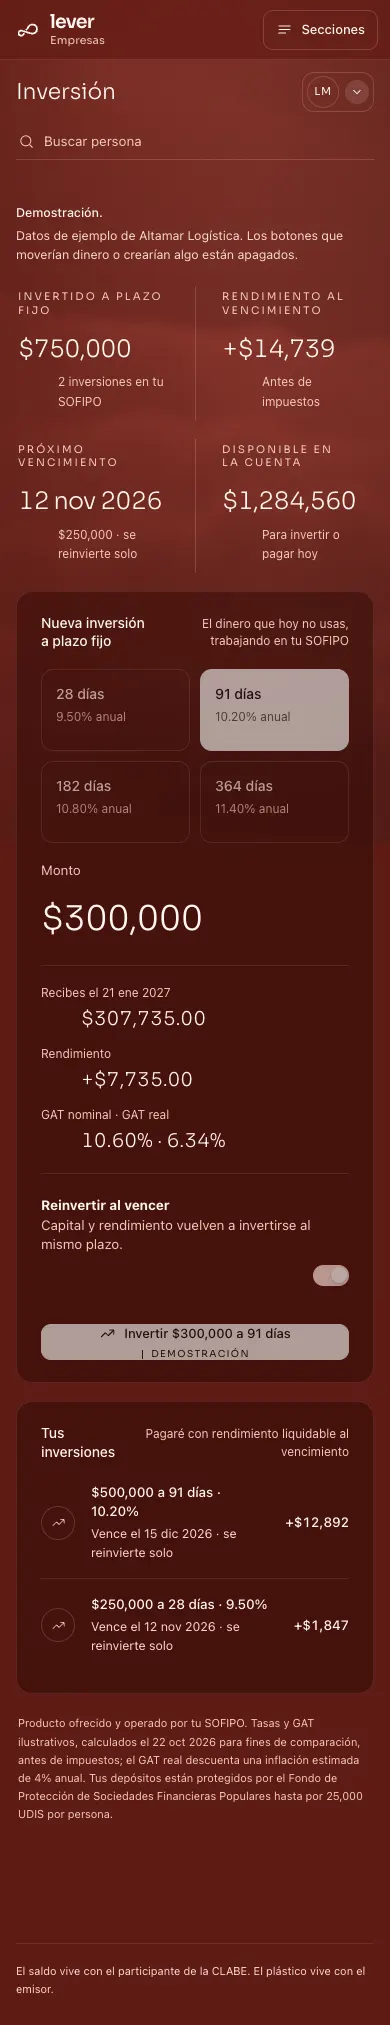 lever
Empresas
Secciones
Inversión
LM
Buscar persona
Demostración.
Datos de ejemplo de Altamar Logística. Los botones que
moverían dinero o crearían algo están apagados.
INVERTIDO A PLAZO
FIJO
$750,000
2 inversiones en tu
SOFIPO
RENDIMIENTO AL
VENCIMIENTO
+$14,739
Antes de
impuestos
PRÓXIMO
VENCIMIENTO
12 nov 2026
$250,000 · se
reinvierte solo
DISPONIBLE EN
LA CUENTA
$1,284,560
Para invertir o
pagar hoy
Nueva inversión
a plazo fijo
El dinero que hoy no usas,
trabajando en tu SOFIPO
28 días
9.50% anual
91 días
10.20% anual
182 días
10.80% anual
364 días
11.40% anual
Monto
$300,000
Recibes el 21 ene 2027
$307,735.00
Rendimiento
+$7,735.00
GAT nominal · GAT real
10.60% · 6.34%
Reinvertir al vencer
Capital y rendimiento vuelven a invertirse al
mismo plazo.
Invertir $300,000 a 91 días
| DEMOSTRACIÓN
Tus
inversiones
Pagaré con rendimiento liquidable al
vencimiento
$500,000 a 91 días ·
10.20%
Vence el 15 dic 2026 · se
reinvierte solo
+$12,892
$250,000 a 28 días · 9.50%
Vence el 12 nov 2026 · se
reinvierte solo
+$1,847
Producto ofrecido y operado por tu SOFIPO. Tasas y GAT
ilustrativos, calculados el 22 oct 2026 para fines de comparación,
antes de impuestos; el GAT real descuenta una inflación estimada
de 4% anual. Tus depósitos están protegidos por el Fondo de
Protección de Sociedades Financieras Populares hasta por 25,000
UDIS por persona.
El saldo vive con el participante de la CLABE. El plástico vive con el
emisor.